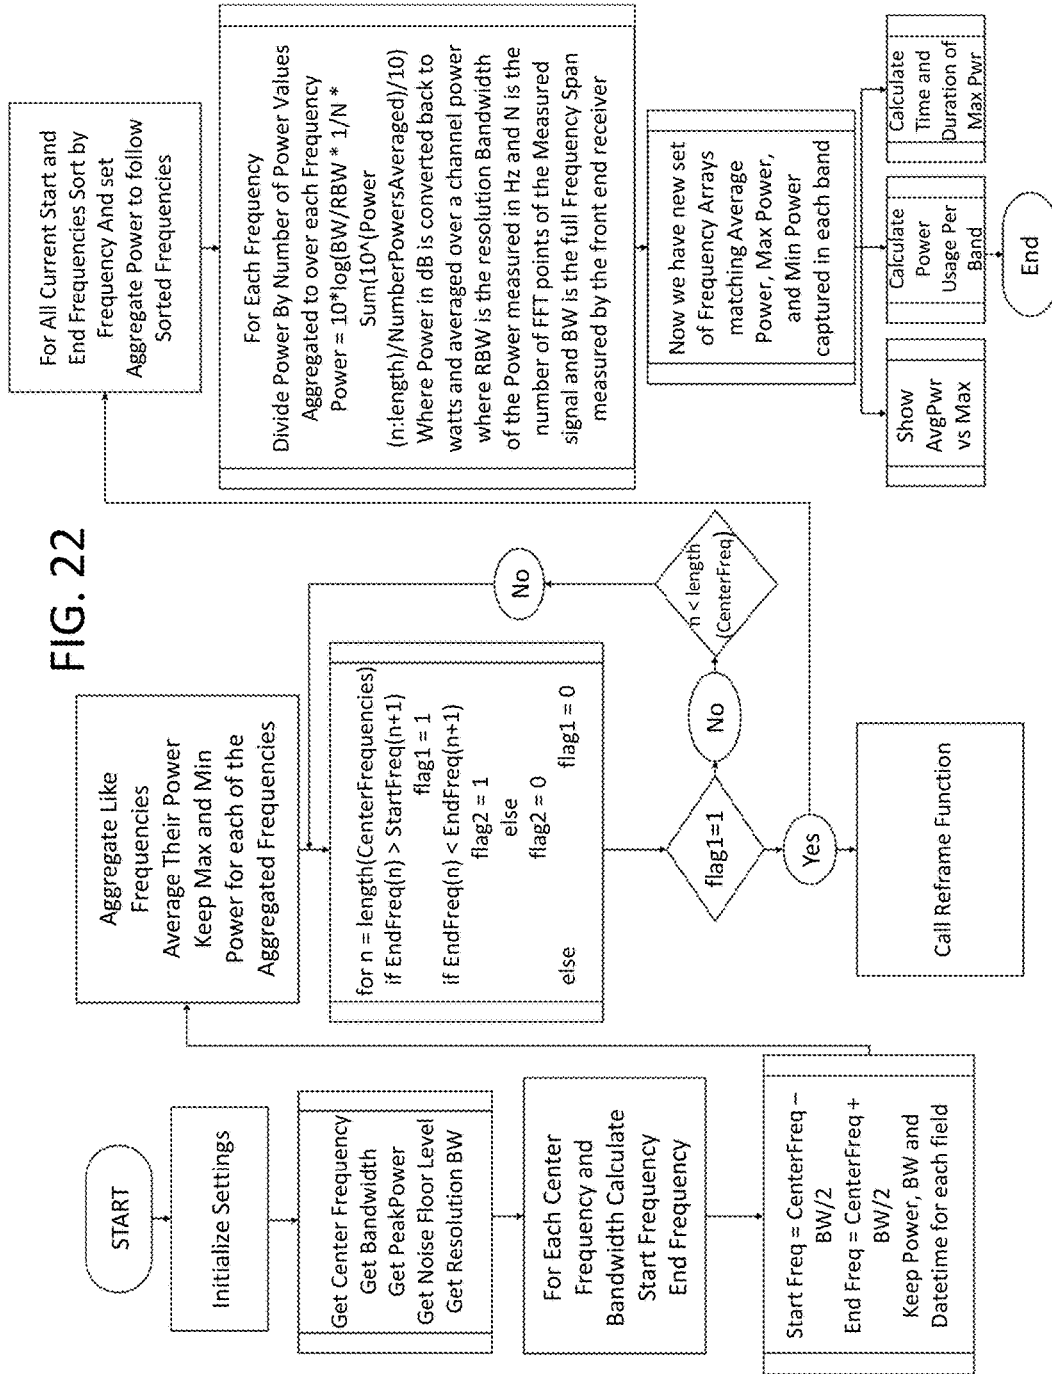 FIG. 22
START
Initialize Settings
Get Center Frequency
Get Bandwidth
Get PeakPower
Get Noise Floor Level
Get Resolution BW
For Each Center
Frequency and
Bandwidth Calculate
Start Frequency
End Frequency
Start Freq = CenterFreq –
BW/2
End Freq = CenterFreq +
BW/2
Keep Power, BW and
Datetime for each field
Aggregate Like
Frequencies
Average Their Power
Keep Max and Min
Power for each of the
Aggregated Frequencies
for n = length(CenterFrequencies)
if EndFreq(n) > StartFreq(n+1)
flag1 = 1
if EndFreq(n) < EndFreq(n+1)
flag2 = 1
else
flag2 = 0
else flag1 = 0
flag1=1
No
n < length
(CenterFreq)
No
Yes
Call Reframe Function
For All Current Start and
End Frequencies Sort by
Frequency And set
Aggregate Power to follow
Sorted Frequencies
For Each Frequency
Divide Power By Number of Power Values
Aggregated to over each Frequency
Power = 10*log(BW/RBW * 1/N *
Sum(10^(Power
(n:length)/NumberPowersAveraged)/10)
Where Power in dB is converted back to
watts and averaged over a channel power
where RBW is the resolution Bandwidth
of the Power measured in Hz and N is the
number of FFT points of the Measured
signal and BW is the full Frequency Span
measured by the front end receiver
Now we have new set
of Frequency Arrays
matching Average
Power, Max Power,
and Min Power
captured in each band
Show
AvgPwr
vs Max
Calculate
Power
Usage Per
Band
Calculate
Time and
Duration of
Max Pwr
End